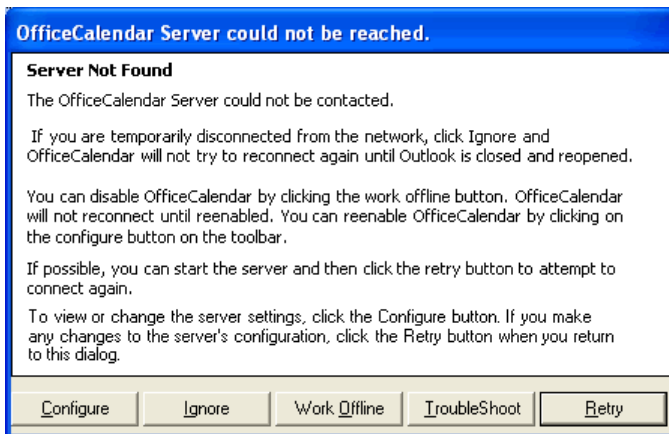 OfficeCalendar Server could not be reached.
Server Not Found
The OfficeCalendar Server could not be contacted.
If you are temporarily disconnected from the network, click Ignore and
OfficeCalendar will not try to reconnect again until Outlook is closed and reopened.
You can disable OfficeCalendar by clicking the work offline button. OfficeCalendar
will not reconnect until reenabled. You can reenable OfficeCalendar by clicking on
the configure button on the toolbar.
If possible, you can start the server and then click the retry button to attempt to
connect again.
To view or change the server settings, click the Configure button. If you make
any changes to the server's configuration, click the Retry button when you return
to this dialog.
Configure Ignore Work Offline TroubleShoot Retry